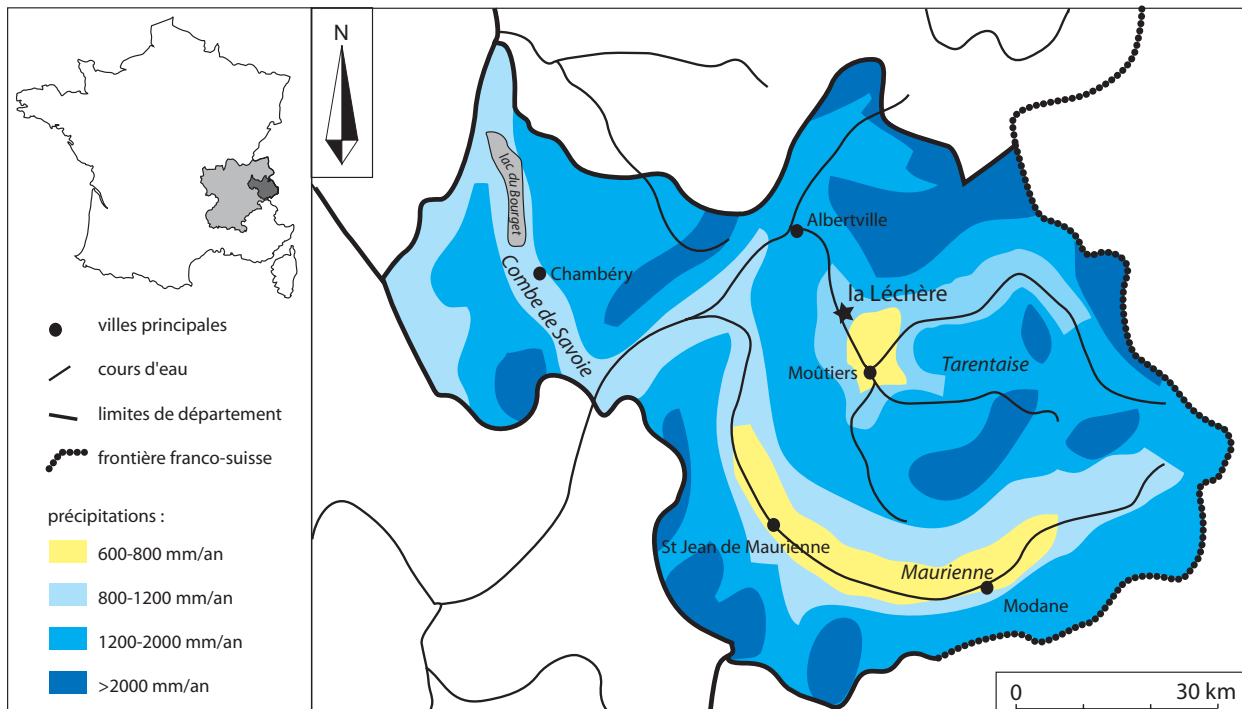 N
villes principales
cours d'eau
limites de département
frontière franco-suisse
précipitations :
600-800 mm/an
800-1200 mm/an
1200-2000 mm/an
>2000 mm/an
lac du Bourget
Chambéry
Combe de Savoie
Albertville
la Léchère
Moûtiers
Tarentaise
St Jean de Maurienne
Maurienne
Modane
0 30 km